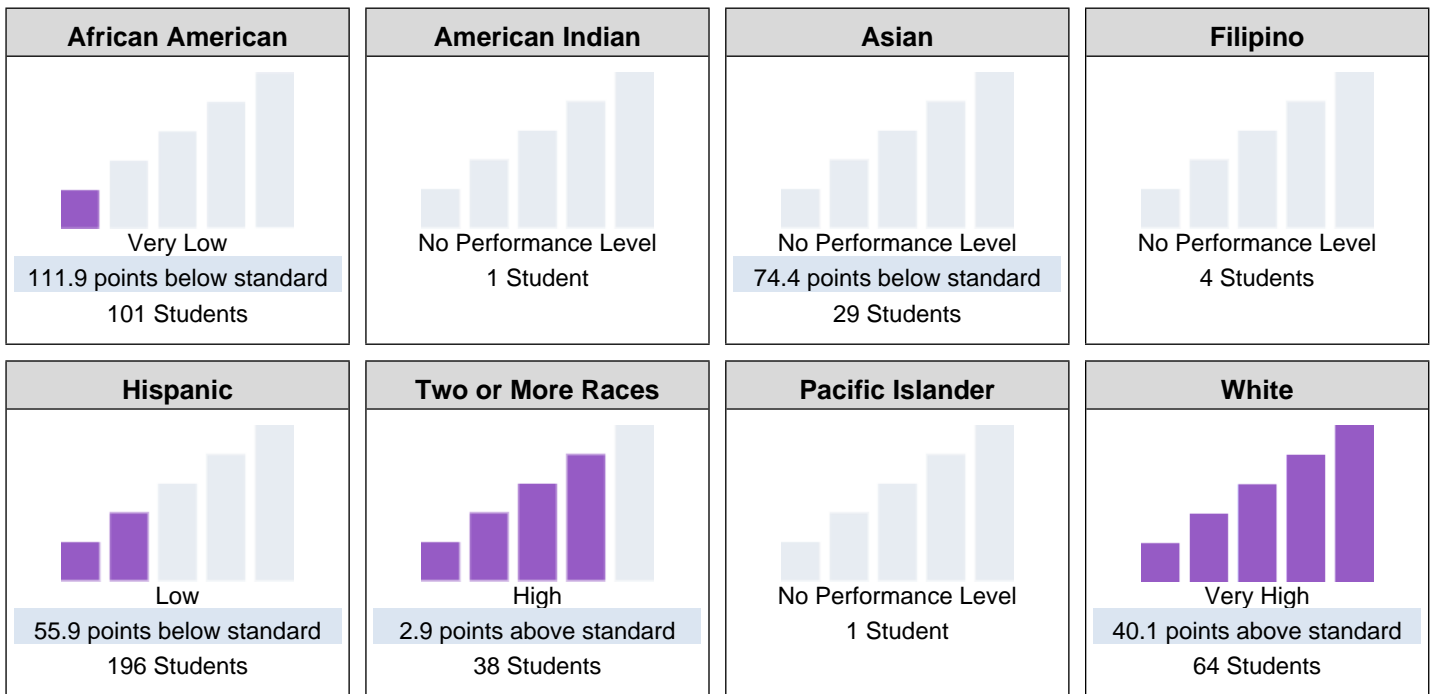 African American
Very Low
111.9 points below standard
101 Students
American Indian
No Performance Level
1 Student
Asian
No Performance Level
74.4 points below standard
29 Students
Filipino
No Performance Level
4 Students
Hispanic
Low
55.9 points below standard
196 Students
Two or More Races
High
2.9 points above standard
38 Students
Pacific Islander
No Performance Level
1 Student
White
Very High
40.1 points above standard
64 Students